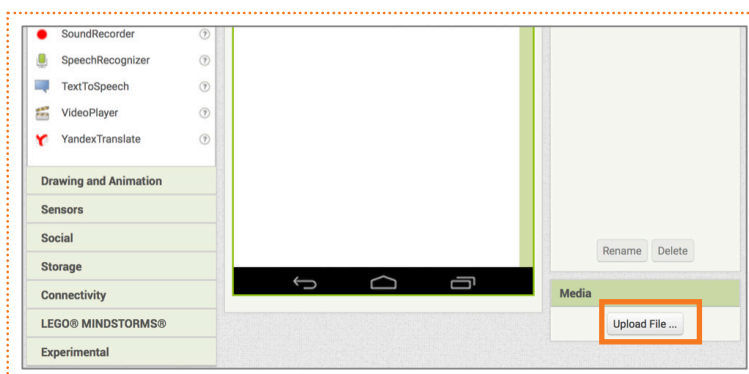 SoundRecorder
SpeechRecognizer
TextToSpeech
VideoPlayer
YandexTranslate
Drawing and Animation
Sensors
Social
Storage
Connectivity
LEGO® MINDSTORMS®
Experimental
Rename Delete
Media
Upload File ...